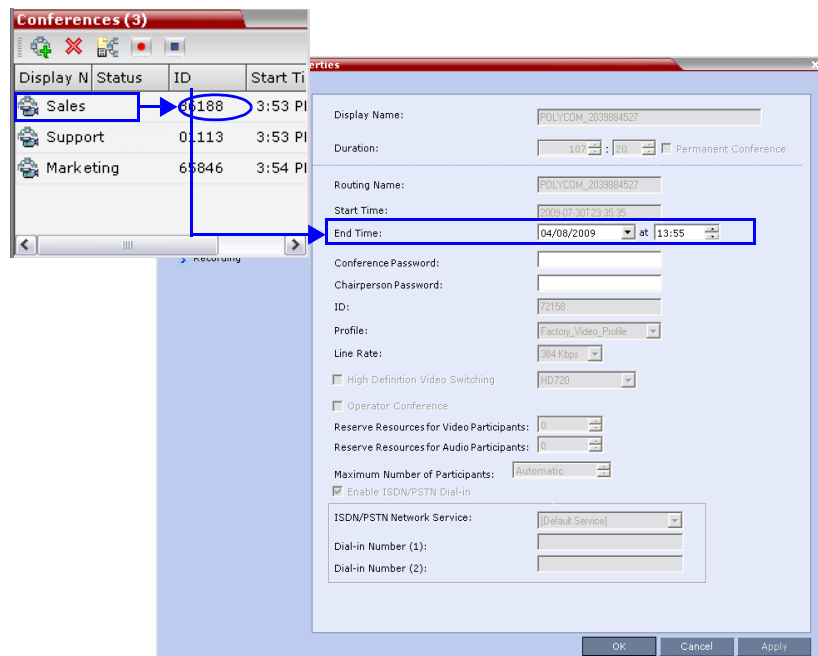 Conferences (3)
Display N Status ID Start Ti
Sales 86188 3:53 PI
Support 01113 3:53 PI
Marketing 65846 3:54 PI
erties
Display Name: POLYCOM_2039884527
Duration: 107 : 20 Permanent Conference
Routing Name: POLYCOM_2039884527
Start Time: 2009-07-30T23:35:35
End Time: 04/08/2009 at 13:55
Recording
Conference Password:
Chairperson Password:
ID: 72158
Profile: Factory_Video_Profile
Line Rate: 384 Kbps
High Definition Video Switching HD720
Operator Conference
Reserve Resources for Video Participants: 0
Reserve Resources for Audio Participants: 0
Maximum Number of Participants: Automatic
Enable ISDN/PSTN Dial-in
ISDN/PSTN Network Service: [Default Service]
Dial-in Number (1):
Dial-in Number (2):
OK Cancel Apply